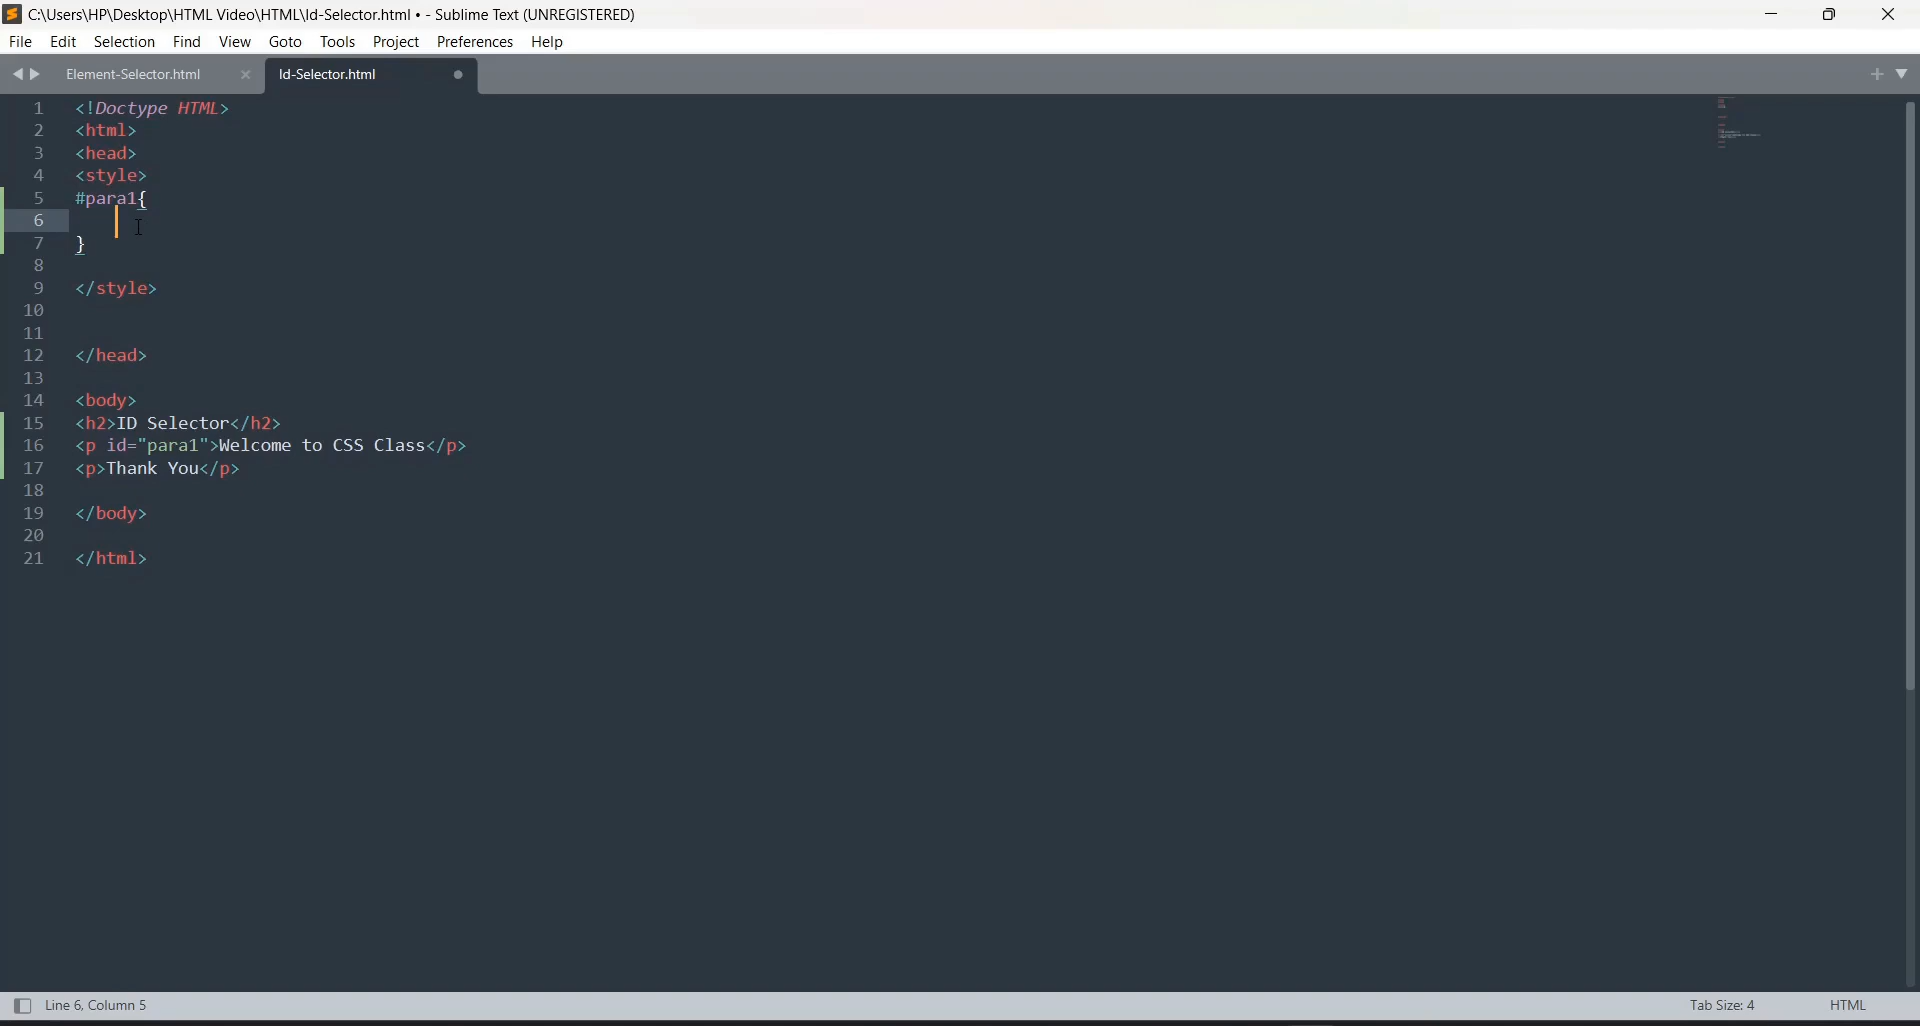 C:\Users\HP\Desktop\HTML Video\HTML\Id-Selector.html • - Sublime Text (UNREGISTERED)
File Edit Selection Find View Goto Tools Project Preferences Help
Element-Selector.html Id-Selector.html
1 <!Doctype HTML>
2 <html>
3 <head>
4 <style>
5 #para1{
6
7 }
8
9 </style>
10
11
12 </head>
13
14 <body>
15 <h2>ID Selector</h2>
16 <p id="para1">Welcome to CSS Class</p>
17 <p>Thank You</p>
18
19 </body>
20
21 </html>
Line 6, Column 5 Tab Size: 4 HTML